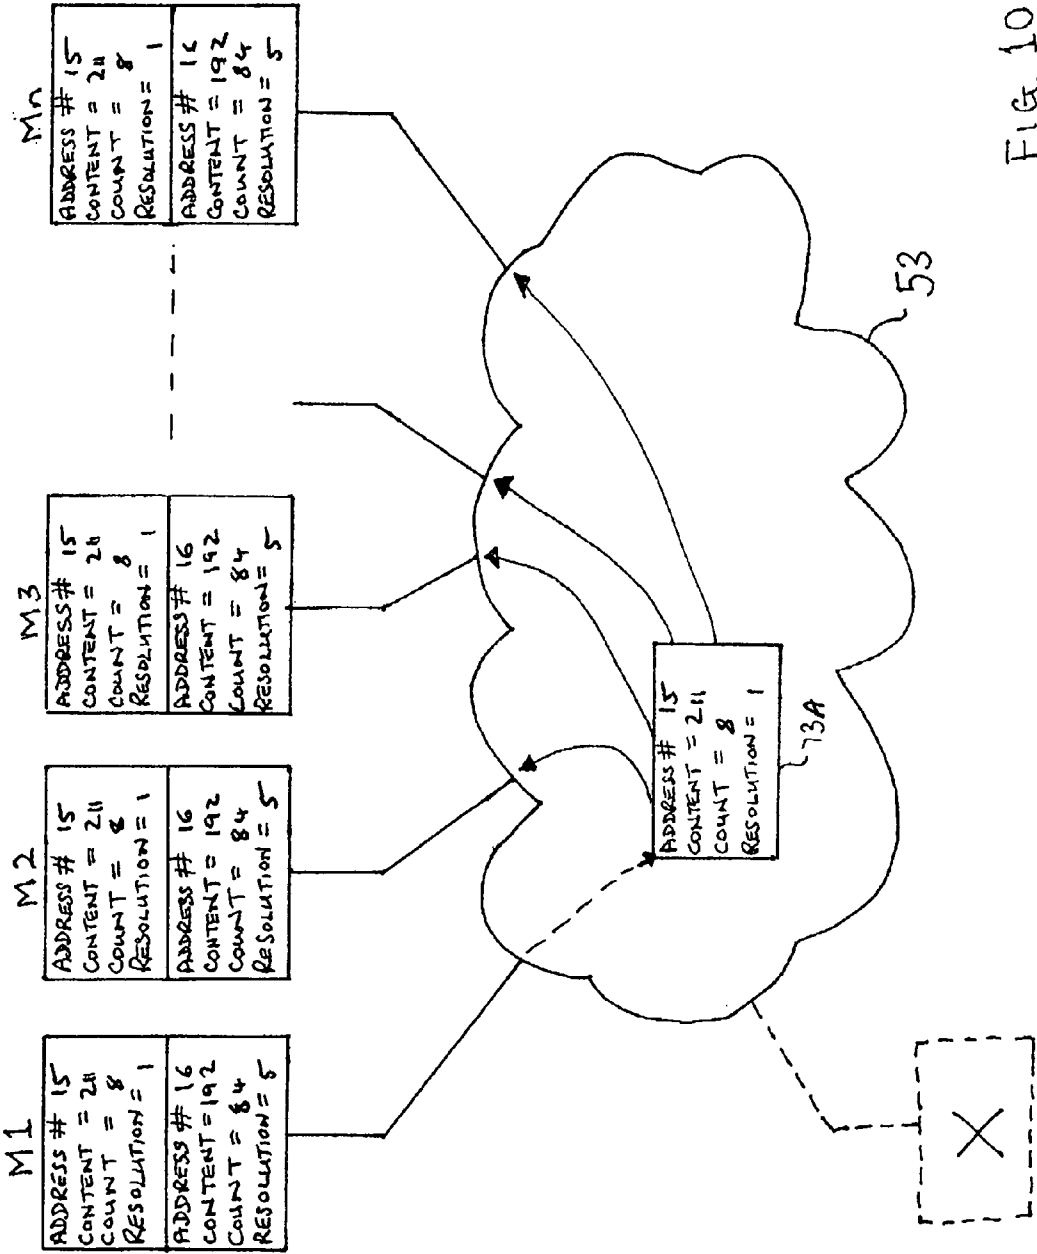 M1
ADDRESS # 15
CONTENT = 211
COUNT = 8
RESOLUTION = 1
ADDRESS # 16
CONTENT = 192
COUNT = 84
RESOLUTION = 5
M2
ADDRESS # 15
CONTENT = 211
COUNT = 8
RESOLUTION = 1
ADDRESS # 16
CONTENT = 192
COUNT = 84
RESOLUTION = 5
M3
ADDRESS # 15
CONTENT = 211
COUNT = 8
RESOLUTION = 1
ADDRESS # 16
CONTENT = 192
COUNT = 84
RESOLUTION = 5
Mn
ADDRESS # 15
CONTENT = 211
COUNT = 8
RESOLUTION = 1
ADDRESS # 16
CONTENT = 192
COUNT = 84
RESOLUTION = 5
ADDRESS # 15
CONTENT = 211
COUNT = 8
RESOLUTION = 1
73A
53
X
FIG. 10